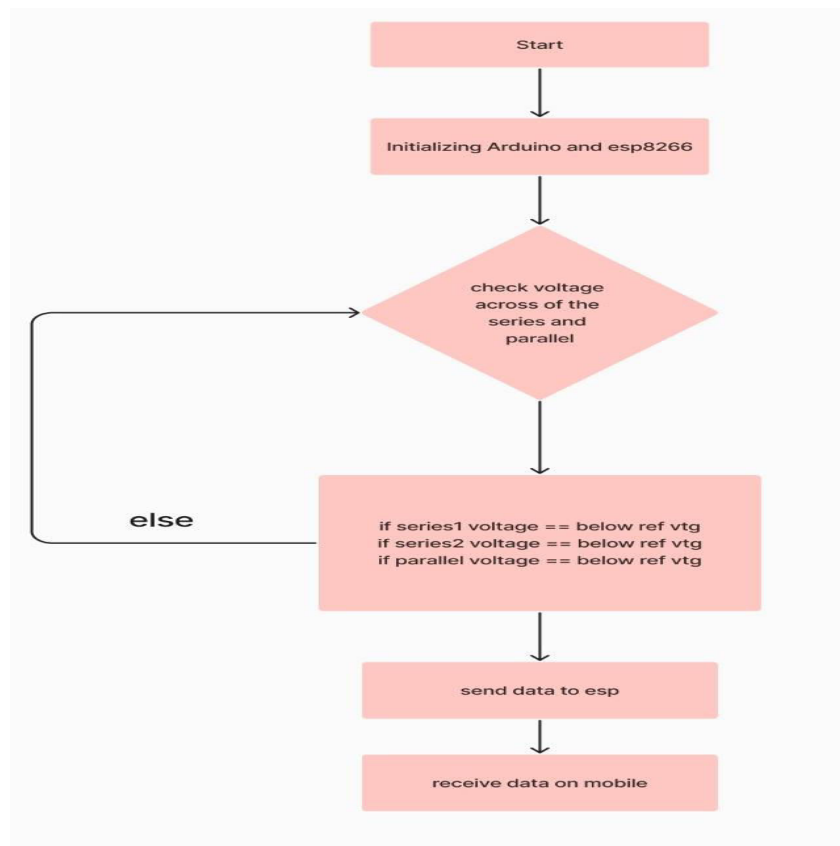 Start
Initializing Arduino and esp8266
check voltage
across of the
series and
parallel
else
if series1 voltage == below ref vtg
if series2 voltage == below ref vtg
if parallel voltage == below ref vtg
send data to esp
receive data on mobile